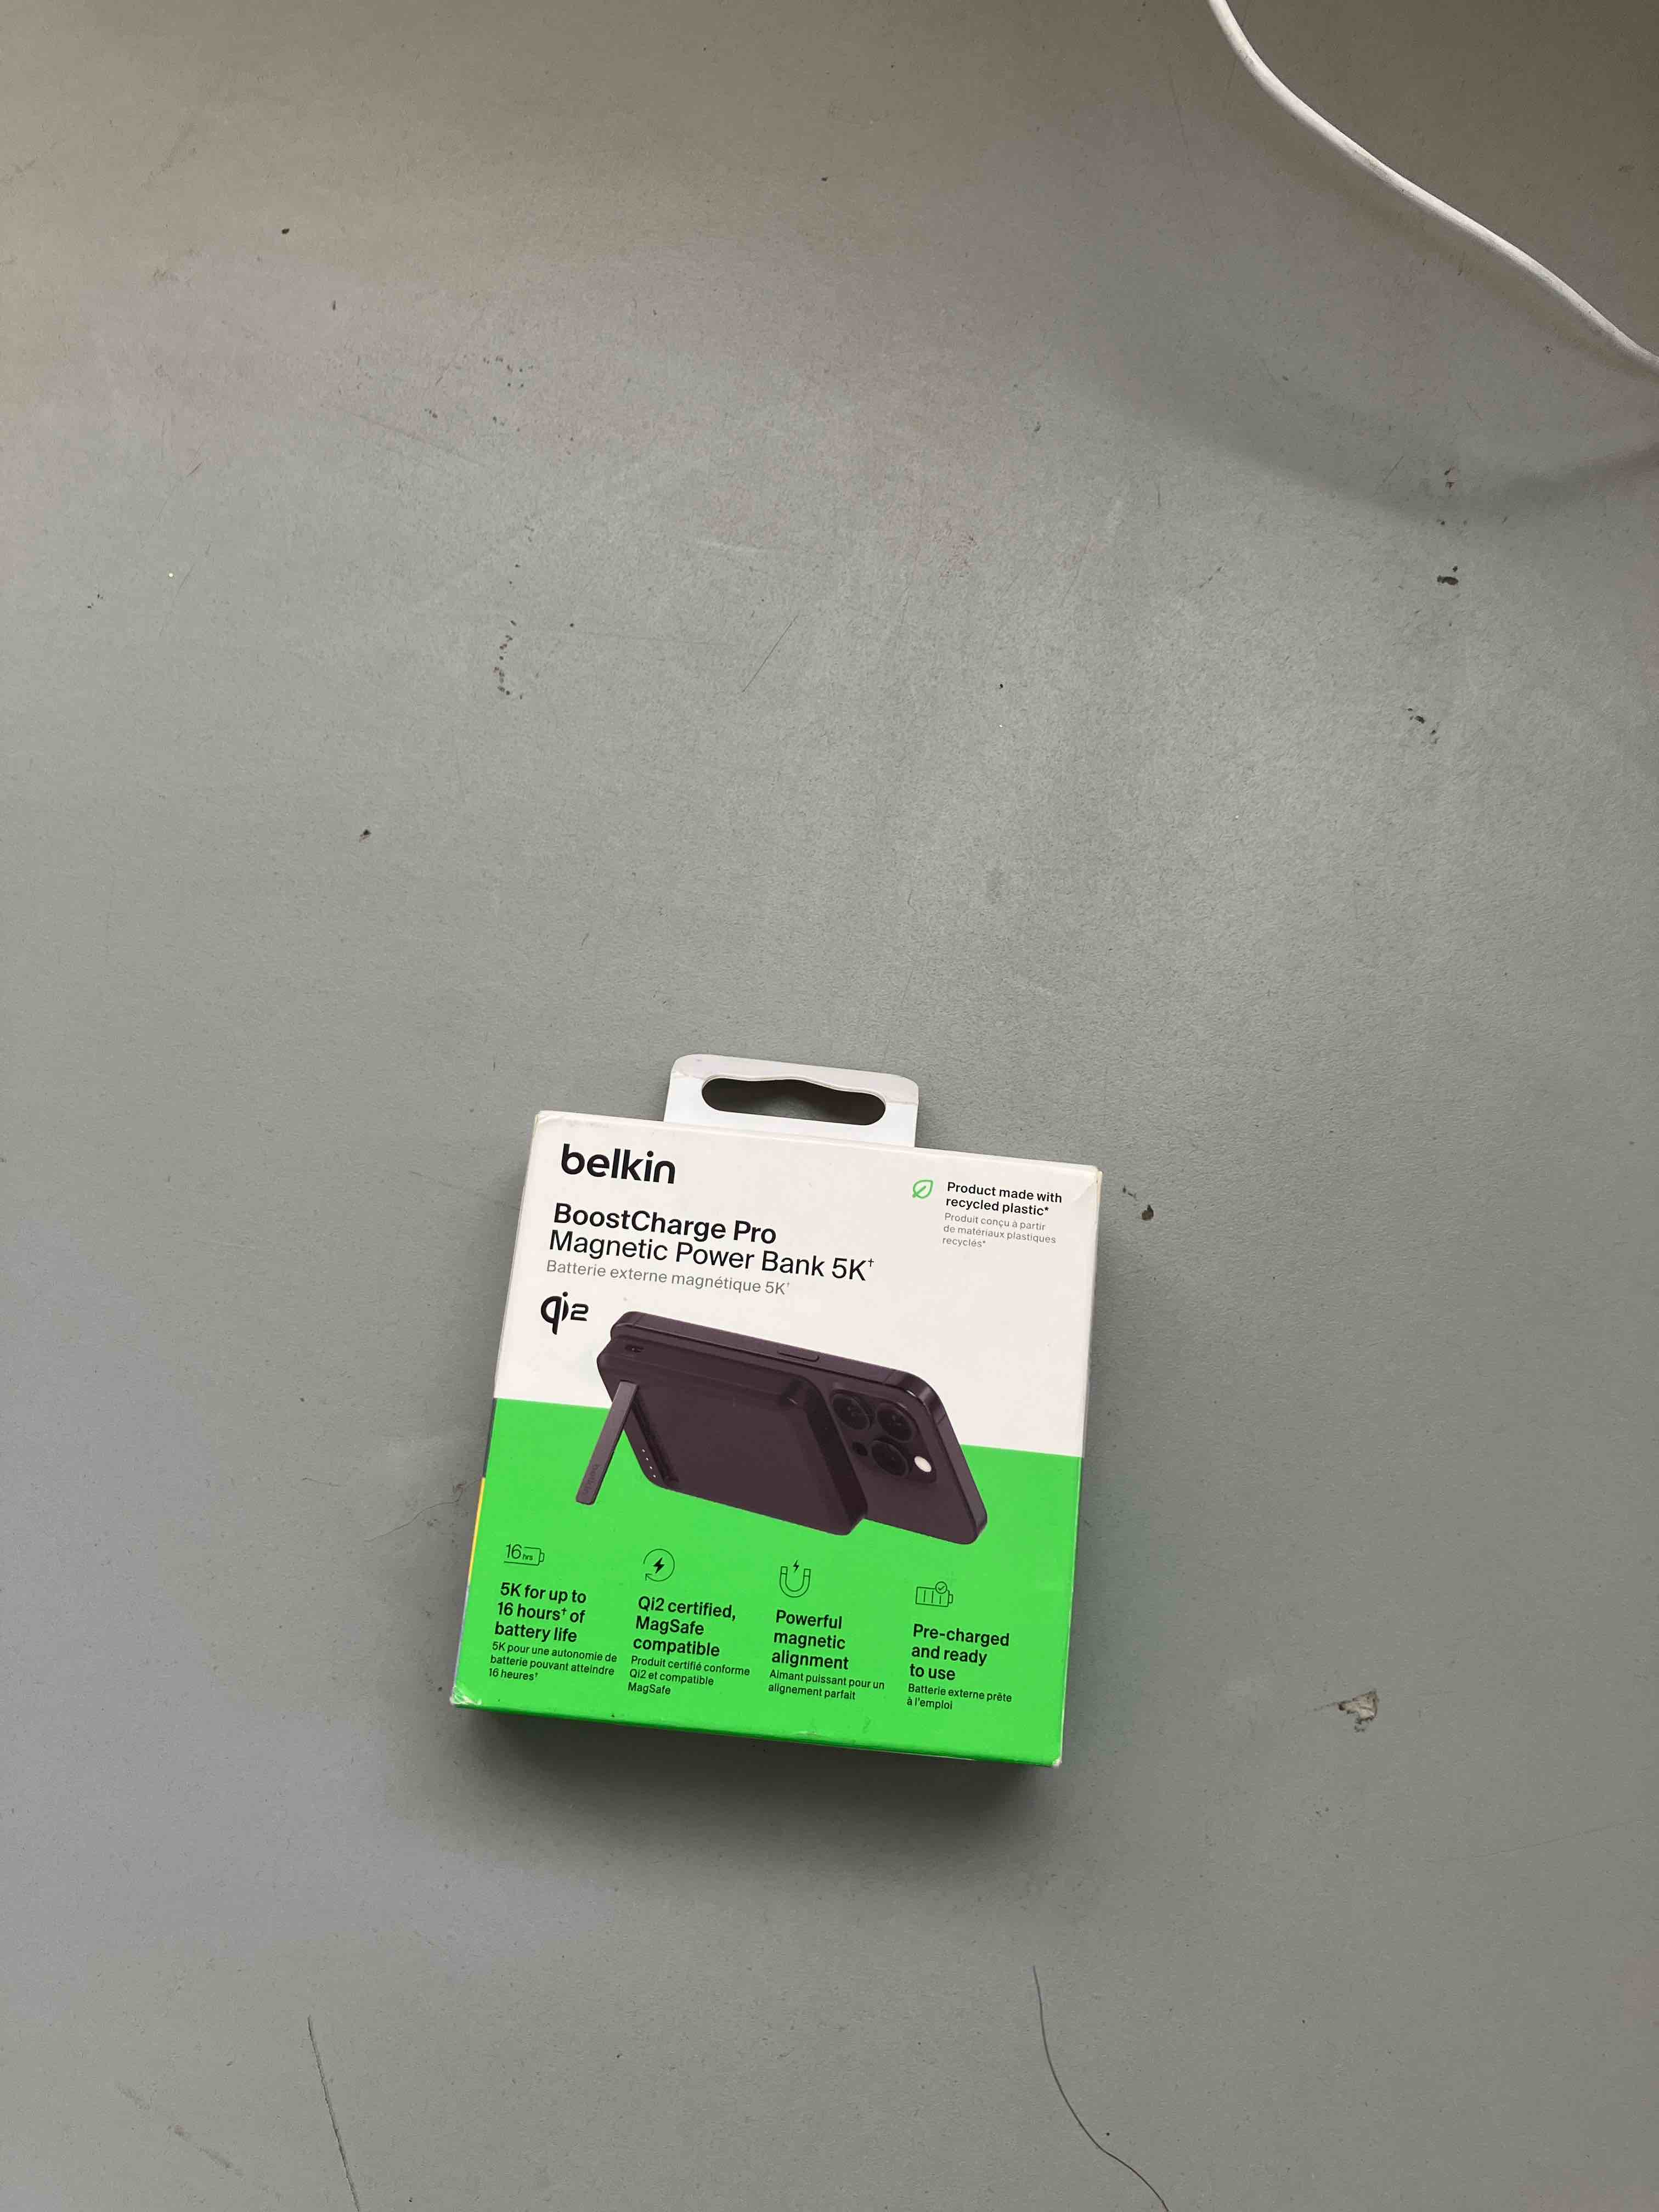 belkin
BoostCharge Pro
Magnetic Power Bank 5K†
Batterie externe magnétique 5K†
qi2
Product made with
recycled plastic*
Produit conçu à partir
de matériaux plastiques
recyclés*
belkin
16hrs
5K for up to
16 hours† of
battery life
5K pour une autonomie de
batterie pouvant atteindre
16 heures†
Qi2 certified,
MagSafe
compatible
Produit certifié conforme
Qi2 et compatible
MagSafe
Powerful
magnetic
alignment
Aimant puissant pour un
alignement parfait
Pre-charged
and ready
to use
Batterie externe prête
à l'emploi